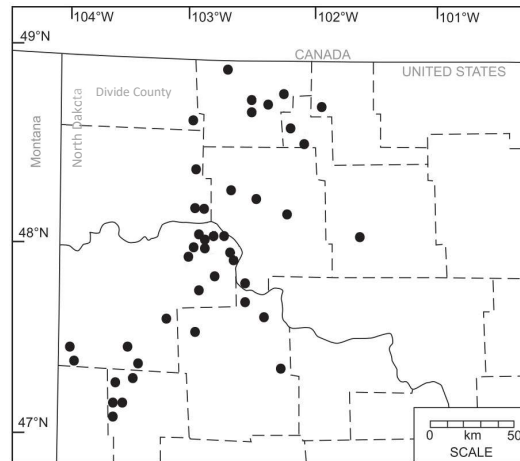 104°W 103°W 102°W 101°W
49°N
CANADA
UNITED STATES
Divide County
Montana
North Dakota
48°N
47°N
0 km 50
SCALE